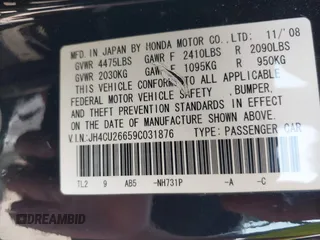 MFD. IN JAPAN BY HONDA MOTOR CO.,LTD. 11/'08
GVWR 4475LBS GAWR F 2410LBS R 2090LBS
GVWR 2030KG GAW F 1095KG R 950KG
THIS VEHICLE CONFORMS TO ALL APPLICABLE
FEDERAL MOTOR VEHICLE SAFETY , BUMPER,
AND THEFT PREVENTION STANDARDS IN EFFECT
ON THE DATE OF MANUFACTURE SHOWN ABOVE.
V.I.N:JH4CU26659C031876 TYPE:PASSENGER CAR
TL2 9 AB5 -NH731P -A -C
DREAMBID